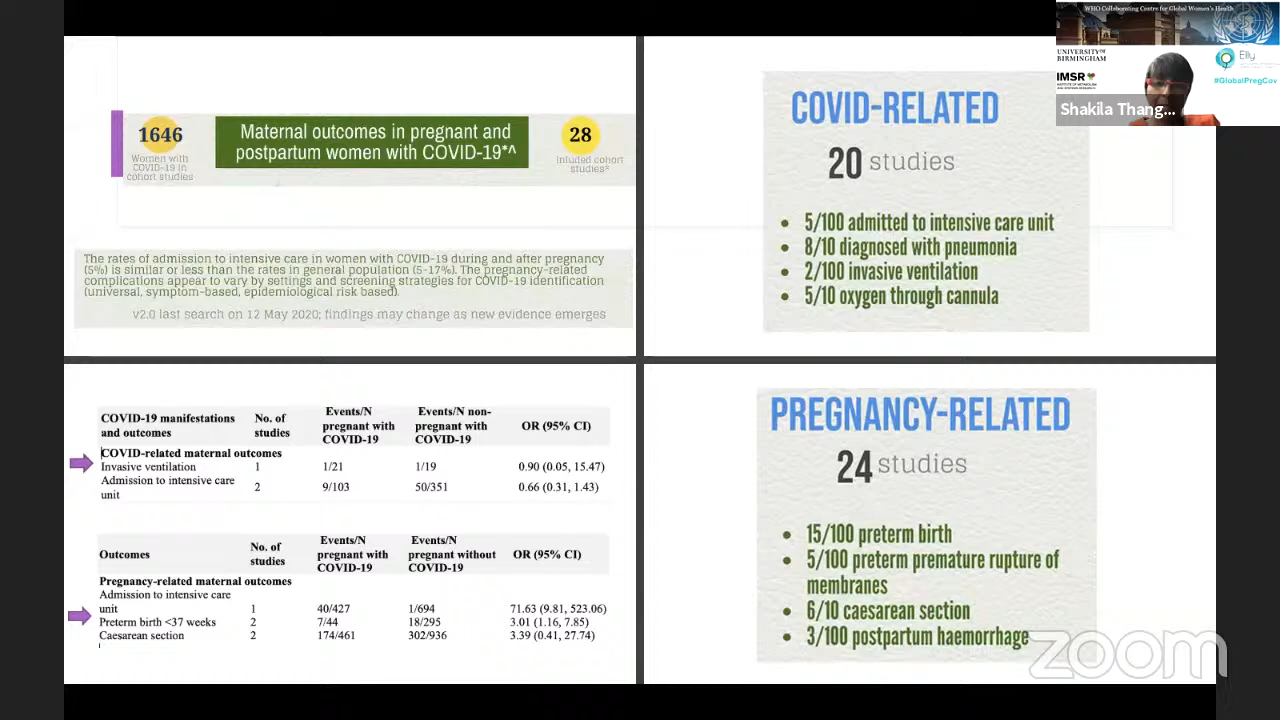 WHO Collaborating Centre for Global Women's Health
UNIVERSITY OF
BIRMINGHAM
IMSR
Elly
#GlobalPregCov
Shakila Thang...
1646
Women with
COVID-19 in
cohort studies
Maternal outcomes in pregnant and
postpartum women with COVID-19*^
28
Infuded cohort
studies*
The rates of admission to intensive care in women with COVID-19 during and after pregnancy
(5%) is similar or less than the rates in general population (5-17%). The pregnancy-related
complications appear to vary by settings and screening strategies for COVID-19 identification
(universal, symptom-based, epidemiological risk based).
v2.0 last search on 12 May 2020; findings may change as new evidence emerges
COVID-RELATED
20 studies
• 5/100 admitted to intensive care unit
• 8/10 diagnosed with pneumonia
• 2/100 invasive ventilation
• 5/10 oxygen through cannula
COVID-19 manifestations and outcomes No. of studies Events/N pregnant with COVID-19 Events/N non-pregnant with COVID-19 OR (95% CI)
COVID-related maternal outcomes
Invasive ventilation 1 1/21 1/19 0.90 (0.05, 15.47)
Admission to intensive care unit 2 9/103 50/351 0.66 (0.31, 1.43)
Outcomes No. of studies Events/N pregnant with COVID-19 Events/N pregnant without COVID-19 OR (95% CI)
Pregnancy-related maternal outcomes
Admission to intensive care unit 1 40/427 1/694 71.63 (9.81, 523.06)
Preterm birth <37 weeks 2 7/44 18/295 3.01 (1.16, 7.85)
Caesarean section 2 174/461 302/936 3.39 (0.41, 27.74)
PREGNANCY-RELATED
24 studies
• 15/100 preterm birth
• 5/100 preterm premature rupture of
membranes
• 6/10 caesarean section
• 3/100 postpartum haemorrhage
zoom